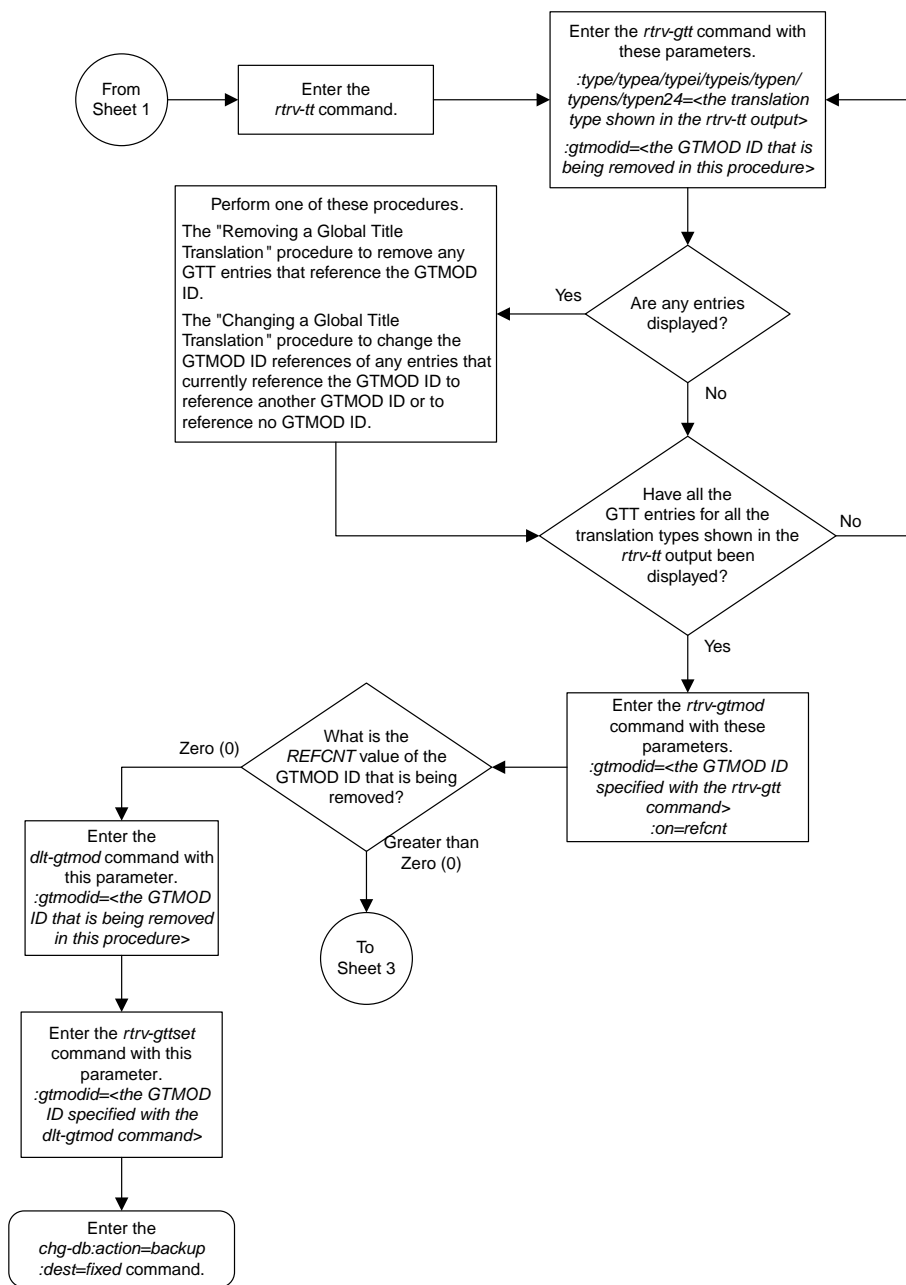 From
Sheet 1
Enter the
rtrv-tt command.
Enter the rtrv-gtt command with
these parameters.
:type/typea/typei/typeis/typen/
typens/typen24=<the translation
type shown in the rtrv-tt output>
:gtmodid=<the GTMOD ID that is
being removed in this procedure>
Perform one of these procedures.
The "Removing a Global Title
Translation" procedure to remove any
GTT entries that reference the GTMOD
ID.
The "Changing a Global Title
Translation" procedure to change the
GTMOD ID references of any entries that
currently reference the GTMOD ID to
reference another GTMOD ID or to
reference no GTMOD ID.
Yes
Are any entries
displayed?
No
Have all the
GTT entries for all the
translation types shown in the
rtrv-tt output been
displayed?
No
Yes
Enter the rtrv-gtmod
command with these
parameters.
:gtmodid=<the GTMOD ID
specified with the rtrv-gtt
command>
:on=refcnt
What is the
REFCNT value of the
GTMOD ID that is being
removed?
Zero (0)
Greater than
Zero (0)
To
Sheet 3
Enter the
dlt-gtmod command with
this parameter.
:gtmodid=<the GTMOD
ID that is being removed
in this procedure>
Enter the rtrv-gttset
command with this
parameter.
:gtmodid=<the GTMOD
ID specified with the
dlt-gtmod command>
Enter the
chg-db:action=backup
:dest=fixed command.